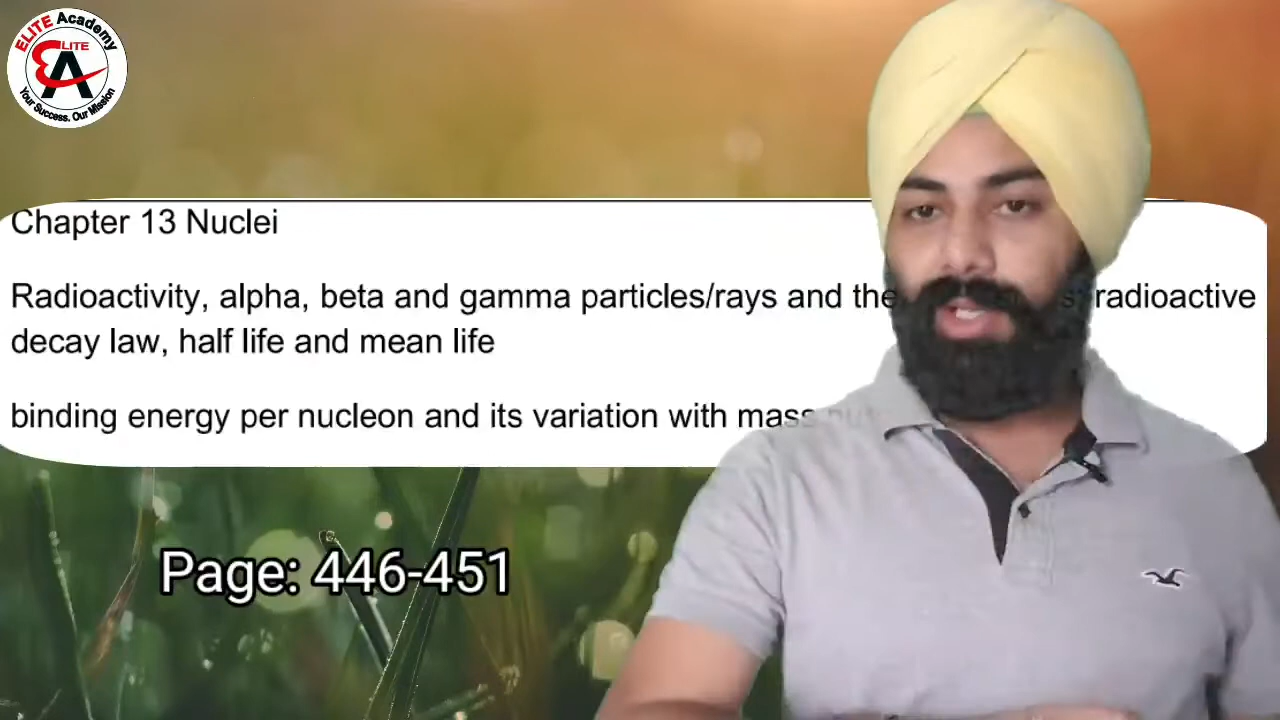 ELITE Academy
ELITE
Your Success. Our Mission
Chapter 13 Nuclei
Radioactivity, alpha, beta and gamma particles/rays and the radioactive
decay law, half life and mean life
binding energy per nucleon and its variation with mass
Page: 446-451